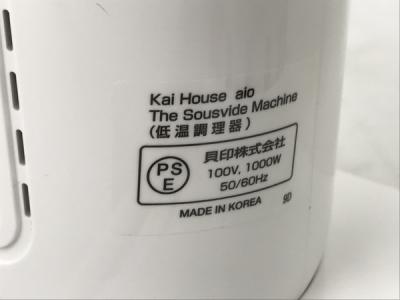 Kai House aio
The Sousvide Machine
(低温調理器)
PS
E
貝印株式会社
100V, 1000W
50/60Hz
MADE IN KOREA